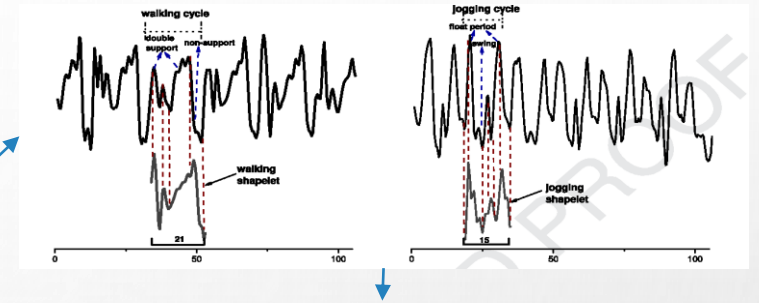 walking cycle
double
support
non-support
walking
shapelet
21
0
50
100
jogging cycle
float period
swing
jogging
shapelet
15
0
50
100
D PROOF